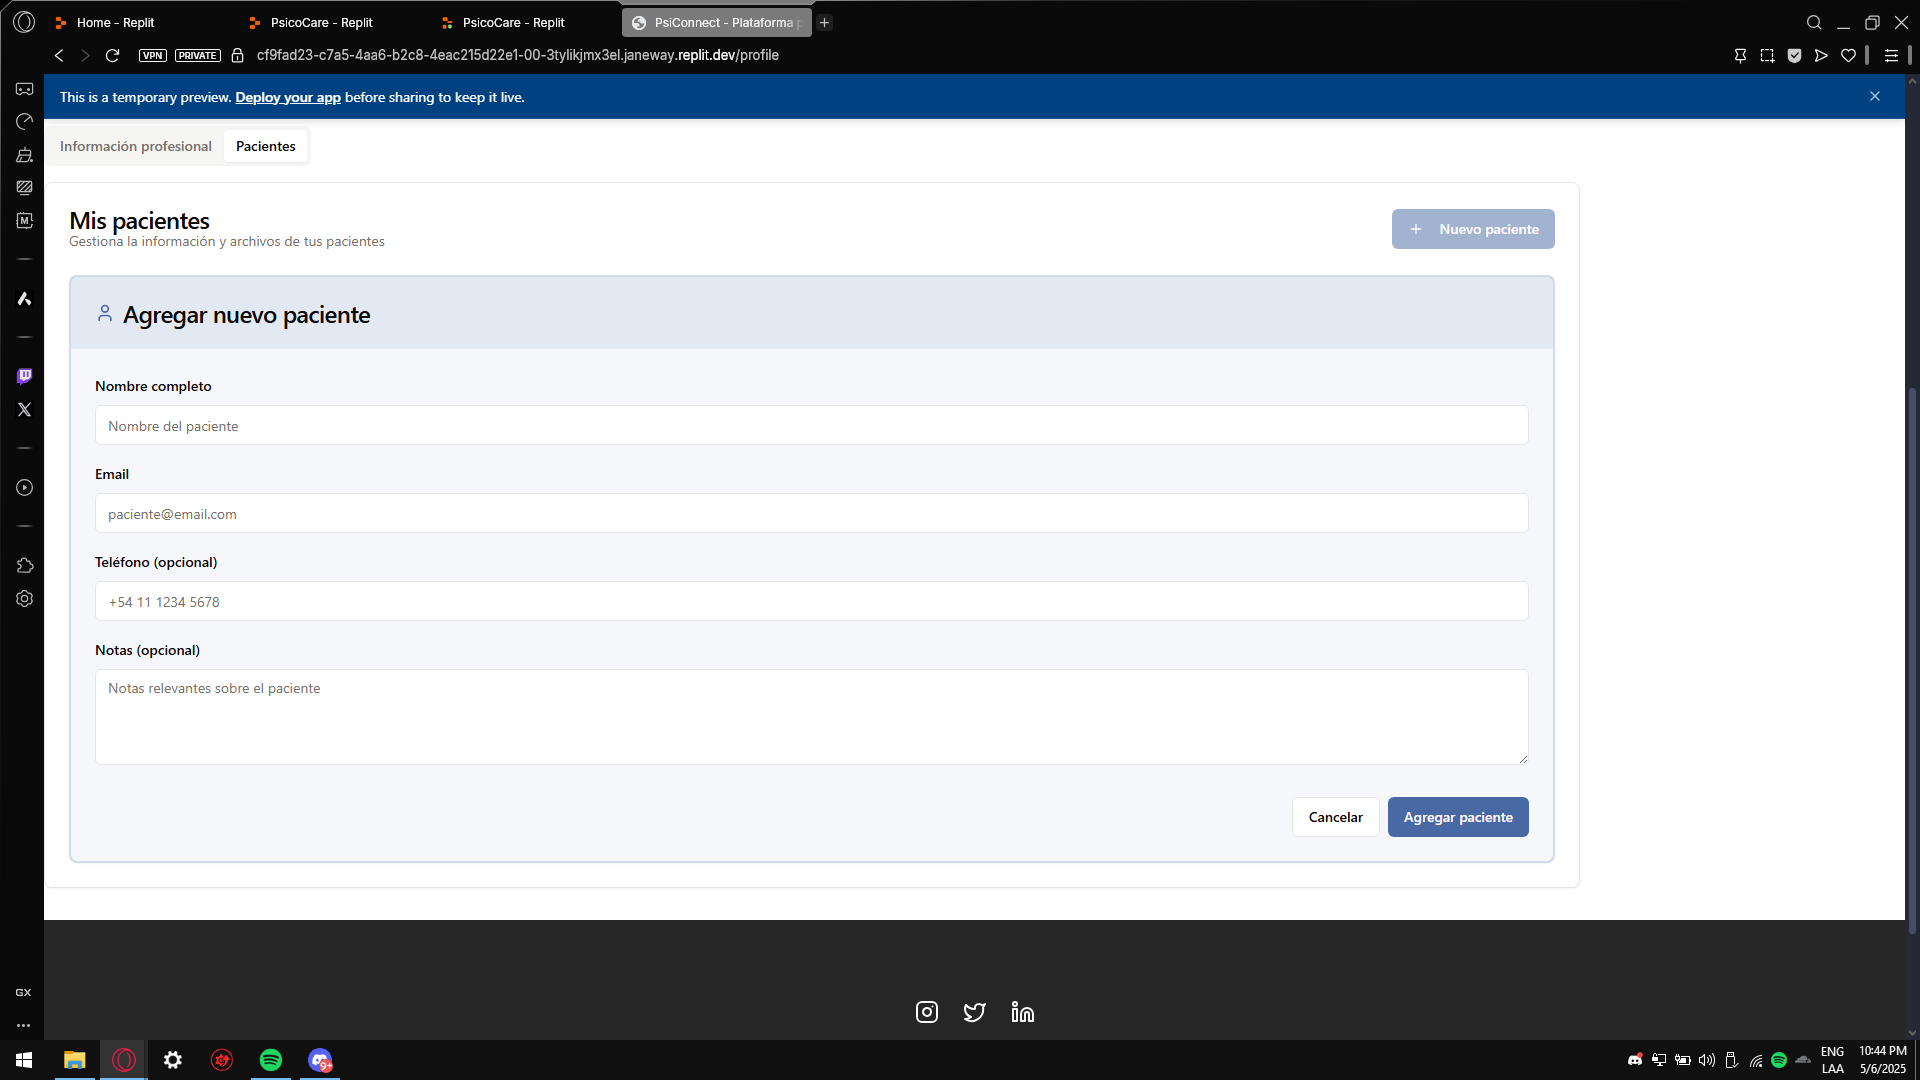 Home - Replit
PsicoCare - Replit
PsicoCare - Replit
PsiConnect - Plataforma
VPN
PRIVATE
cf9fad23-c7a5-4aa6-b2c8-4eac215d22e1-00-3tylikjmx3el.janeway.replit.dev/profile
This is a temporary preview. Deploy your app before sharing to keep it live.
Información profesional
Pacientes
Mis pacientes
Gestiona la información y archivos de tus pacientes
Nuevo paciente
Agregar nuevo paciente
Nombre completo
Nombre del paciente
Email
paciente@email.com
Teléfono (opcional)
+54 11 1234 5678
Notas (opcional)
Notas relevantes sobre el paciente
Cancelar
Agregar paciente
GX
9+
ENG
LAA
10:44 PM
5/6/2025